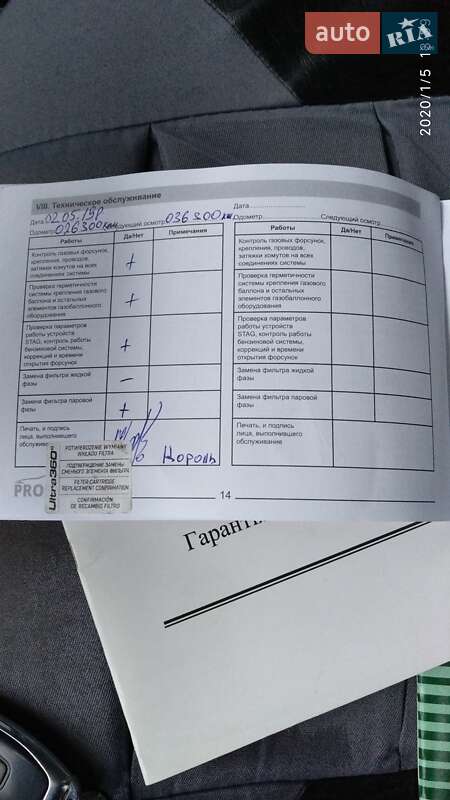 auto RIA
2020/1/5 1
VIII. Техническое обслуживание
Дата 02.05.19р
Одометр 026300км Следующий осмотр 036300км
Работы Да/Нет Примечания
Контроль газовых форсунок,
крепления, проводов,
затяжки хомутов на всех
соединениях системы
+
Проверка герметичности
системы крепления газового
баллона и остальных
элементов газобаллонного
оборудования
+
Проверка параметров
работы устройств
STAG, контроль работы
бензиновой системы,
коррекций и времени
открытия форсунок
+
Замена фильтра жидкой
фазы
–
Замена фильтра паровой
фазы
+
Печать, и подпись
лица, выполнившего
обслужив
Король
PRO
Ultra360°
POTWIERDZENIE WYMIANY
WKŁADU FILTRA
ПОДТВЕРЖДЕНИЕ ЗАМЕНЫ
СМЕННОГО ЭЛЕМЕНТА ФИЛЬТРА
FILTER CARTRIDGE
REPLACEMENT CONFIRMATION
CONFIRMACIÓN
DE RECAMBIO FILTRO
Дата
Одометр Следующий осмотр
Работы Да/Нет Примечания
Контроль газовых форсунок,
крепления, проводов,
затяжки хомутов на всех
соединениях системы
Проверка герметичности
системы крепления газового
баллона и остальных
элементов газобаллонного
оборудования
Проверка параметров
работы устройств
STAG, контроль работы
бензиновой системы,
коррекций и времени
открытия форсунок
Замена фильтра жидкой
фазы
Замена фильтра паровой
фазы
Печать, и подпись
лица, выполнившего
обслуживание
14
Гаранти